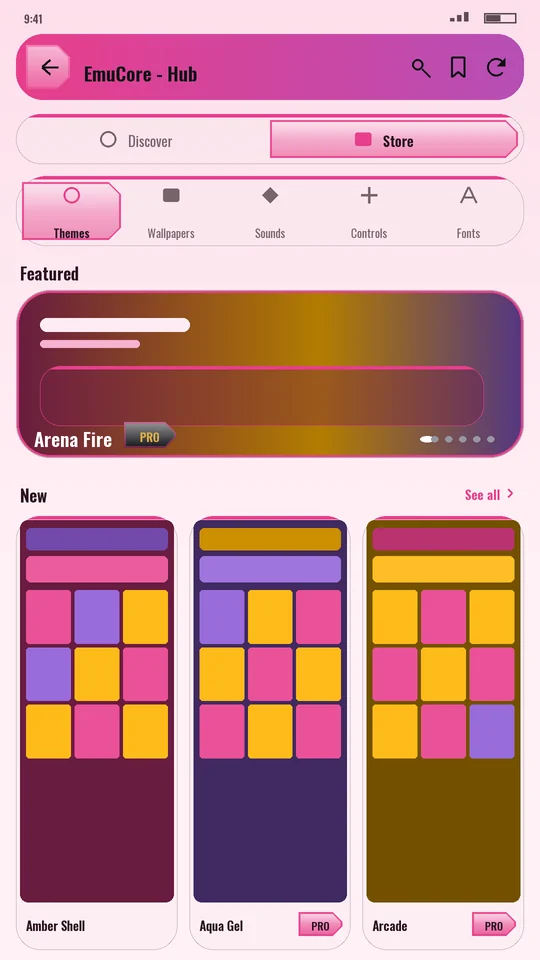 9:41
EmuCore - Hub
Discover
Store
Themes
Wallpapers
Sounds
Controls
Fonts
Featured
Arena Fire
PRO
New
See all
Amber Shell
Aqua Gel
PRO
Arcade
PRO